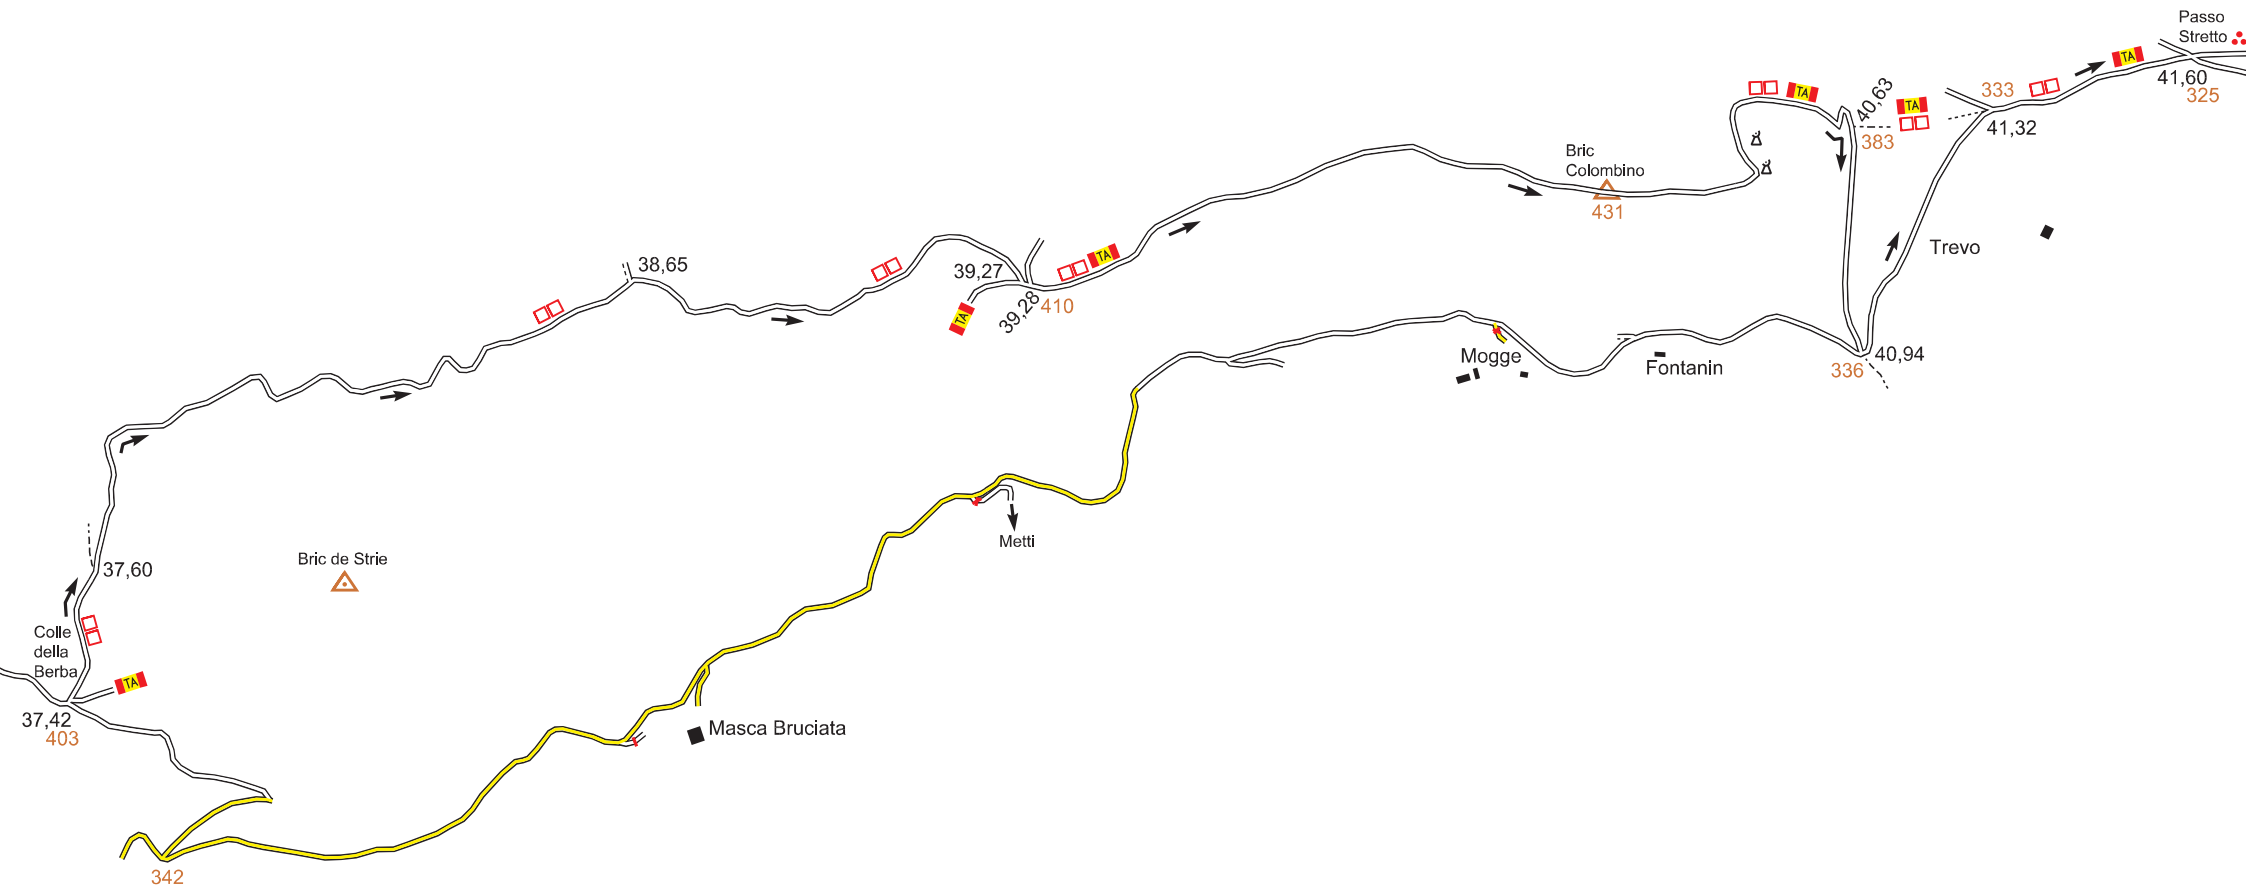 Passo
Stretto
TA
41,60
325
333
41,32
TA
40,63
TA
383
Bric
Colombino
431
Trevo
38,65
39,27
TA
39,28
410
TA
Mogge
Fontanin
40,94
336
Metti
37,60
Bric de Strie
Colle
della
Berba
TA
37,42
403
Masca Bruciata
342